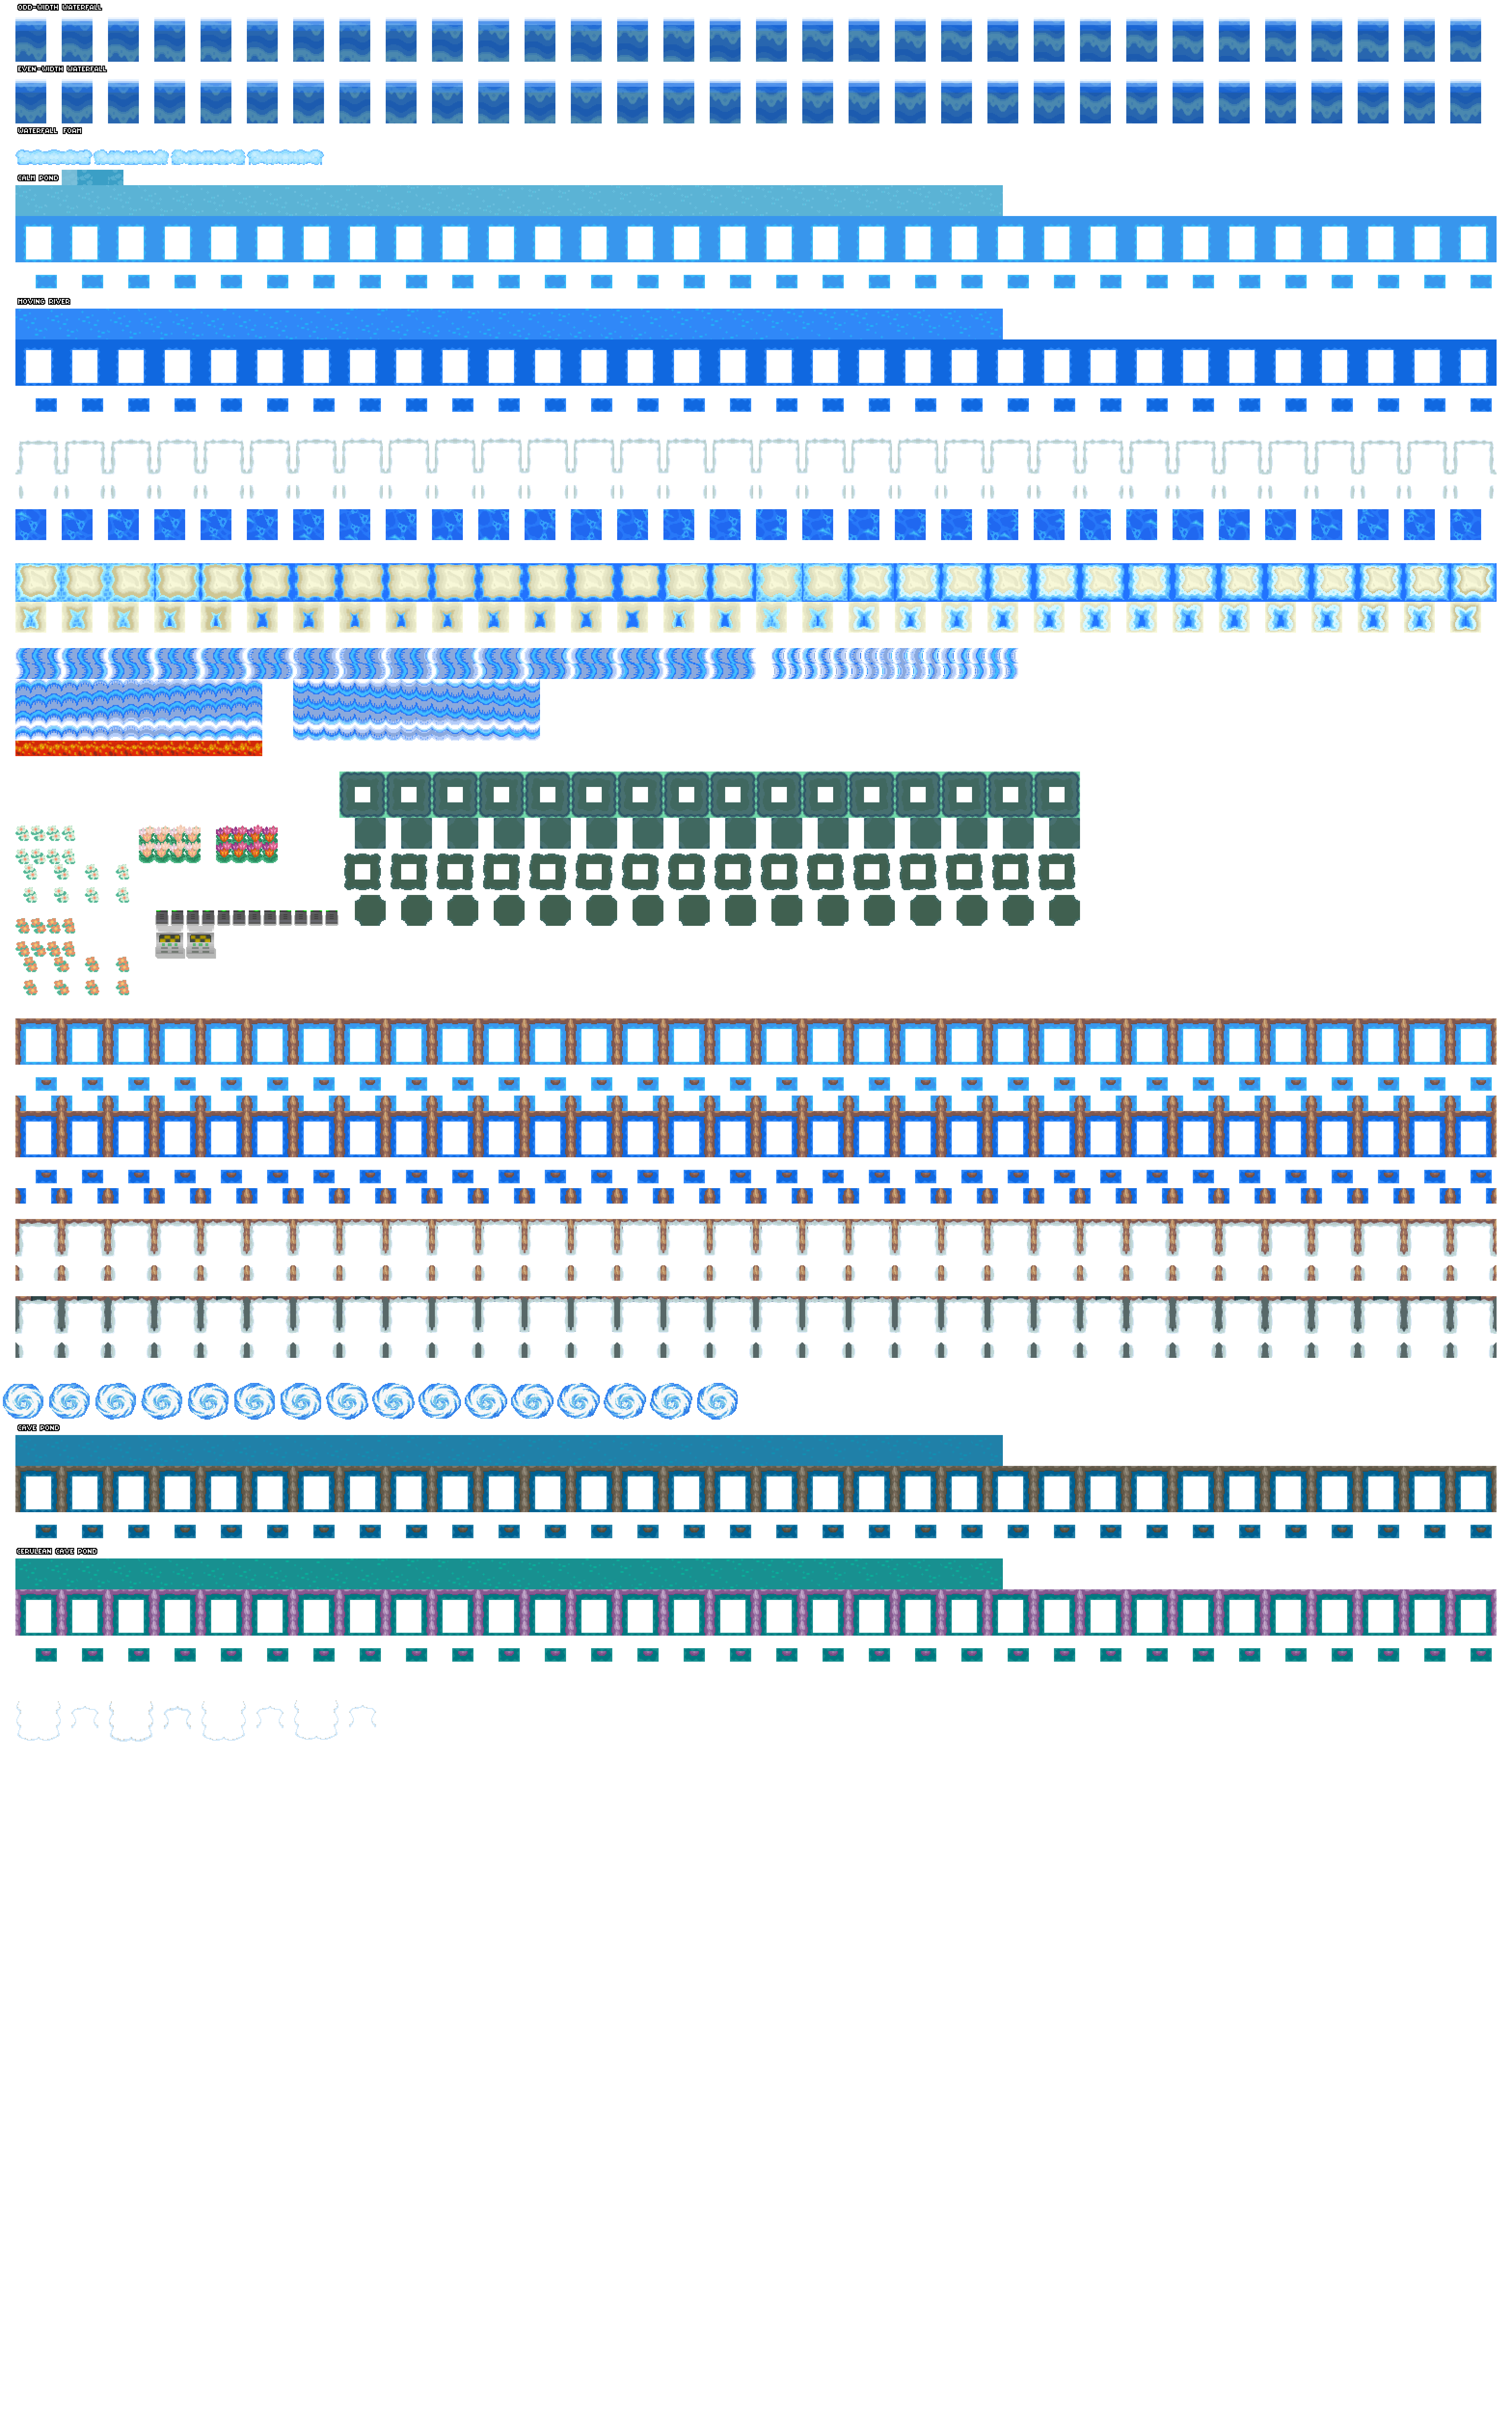 ODD-WIDTH WATERFALL
EVEN-WIDTH WATERFALL
WATERFALL FOAM
CALM POND
MOVING RIVER
CAVE POND
CERULEAN CAVE POND